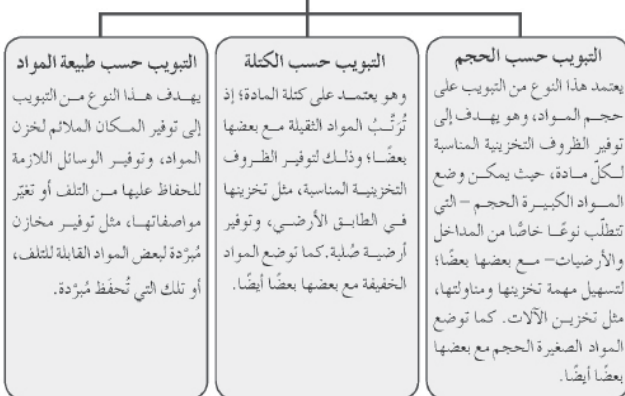 التبويب حسب الحجم
يعتمد هذا النوع من التبويب على
حجم المواد، وهو يهدف إلى
توفير الظروف التخزينية المناسبة
لكلّ مادة، حيث يمكن وضع
المواد الكبيرة الحجم – التي
تتطلّب نوعًا خاصًّا من المداخل
والأرضيات– مع بعضها بعضًا؛
لتسهيل مهمة تخزينها ومناولتها،
مثل تخزين الآلات. كما توضع
المواد الصغيرة الحجم مع بعضها
بعضًا أيضًا.
التبويب حسب الكتلة
وهو يعتمد على كتلة المادة؛ إذ
تُرتَّبُ المواد الثقيلة مع بعضها
بعضًا؛ وذلك لتوفير الظروف
التخزينية المناسبة، مثل تخزينها
في الطابق الأرضي، وتوفير
أرضية صُلبة. كما توضع المواد
الخفيفة مع بعضها بعضًا أيضًا.
التبويب حسب طبيعة المواد
يهدف هذا النوع من التبويب
إلى توفير المكان الملائم لخزن
المواد، وتوفير الوسائل اللازمة
للحفاظ عليها من التلف أو تغيّر
مواصفاتها، مثل توفير مخازن
مُبرّدة لبعض المواد القابلة للتلف،
أو تلك التي تُحفَظ مُبرّدة.